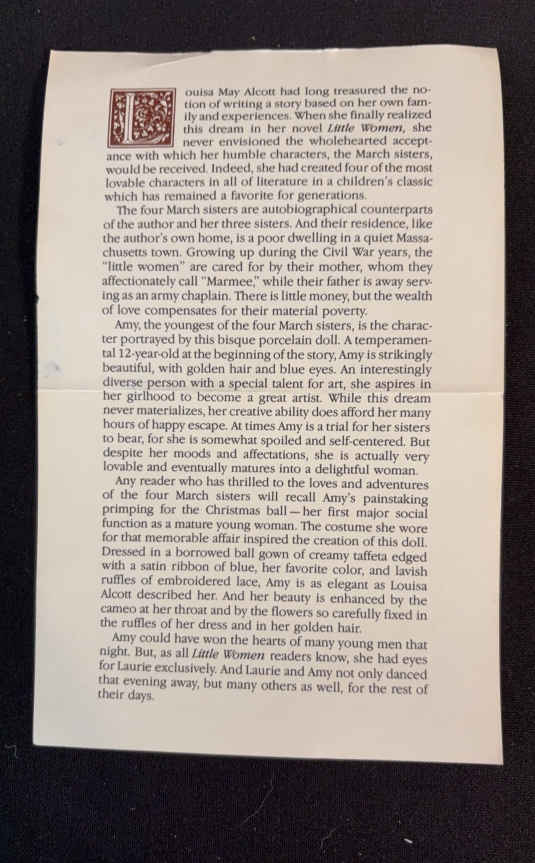 Louisa May Alcott had long treasured the no-
tion of writing a story based on her own fam-
ily and experiences. When she finally realized
this dream in her novel Little Women, she
never envisioned the wholehearted accept-
ance with which her humble characters, the March sisters,
would be received. Indeed, she had created four of the most
lovable characters in all of literature in a children's classic
which has remained a favorite for generations.
The four March sisters are autobiographical counterparts
of the author and her three sisters. And their residence, like
the author's own home, is a poor dwelling in a quiet Massa-
chusetts town. Growing up during the Civil War years, the
"little women" are cared for by their mother, whom they
affectionately call "Marmee," while their father is away serv-
ing as an army chaplain. There is little money, but the wealth
of love compensates for their material poverty.
Amy, the youngest of the four March sisters, is the charac-
ter portrayed by this bisque porcelain doll. A temperamen-
tal 12-year-old at the beginning of the story, Amy is strikingly
beautiful, with golden hair and blue eyes. An interestingly
diverse person with a special talent for art, she aspires in
her girlhood to become a great artist. While this dream
never materializes, her creative ability does afford her many
hours of happy escape. At times Amy is a trial for her sisters
to bear, for she is somewhat spoiled and self-centered. But
despite her moods and affectations, she is actually very
lovable and eventually matures into a delightful woman.
Any reader who has thrilled to the loves and adventures
of the four March sisters will recall Amy's painstaking
primping for the Christmas ball—her first major social
function as a mature young woman. The costume she wore
for that memorable affair inspired the creation of this doll.
Dressed in a borrowed ball gown of creamy taffeta edged
with a satin ribbon of blue, her favorite color, and lavish
ruffles of embroidered lace, Amy is as elegant as Louisa
Alcott described her. And her beauty is enhanced by the
cameo at her throat and by the flowers so carefully fixed in
the ruffles of her dress and in her golden hair.
Amy could have won the hearts of many young men that
night. But, as all Little Women readers know, she had eyes
for Laurie exclusively. And Laurie and Amy not only danced
that evening away, but many others as well, for the rest of
their days.